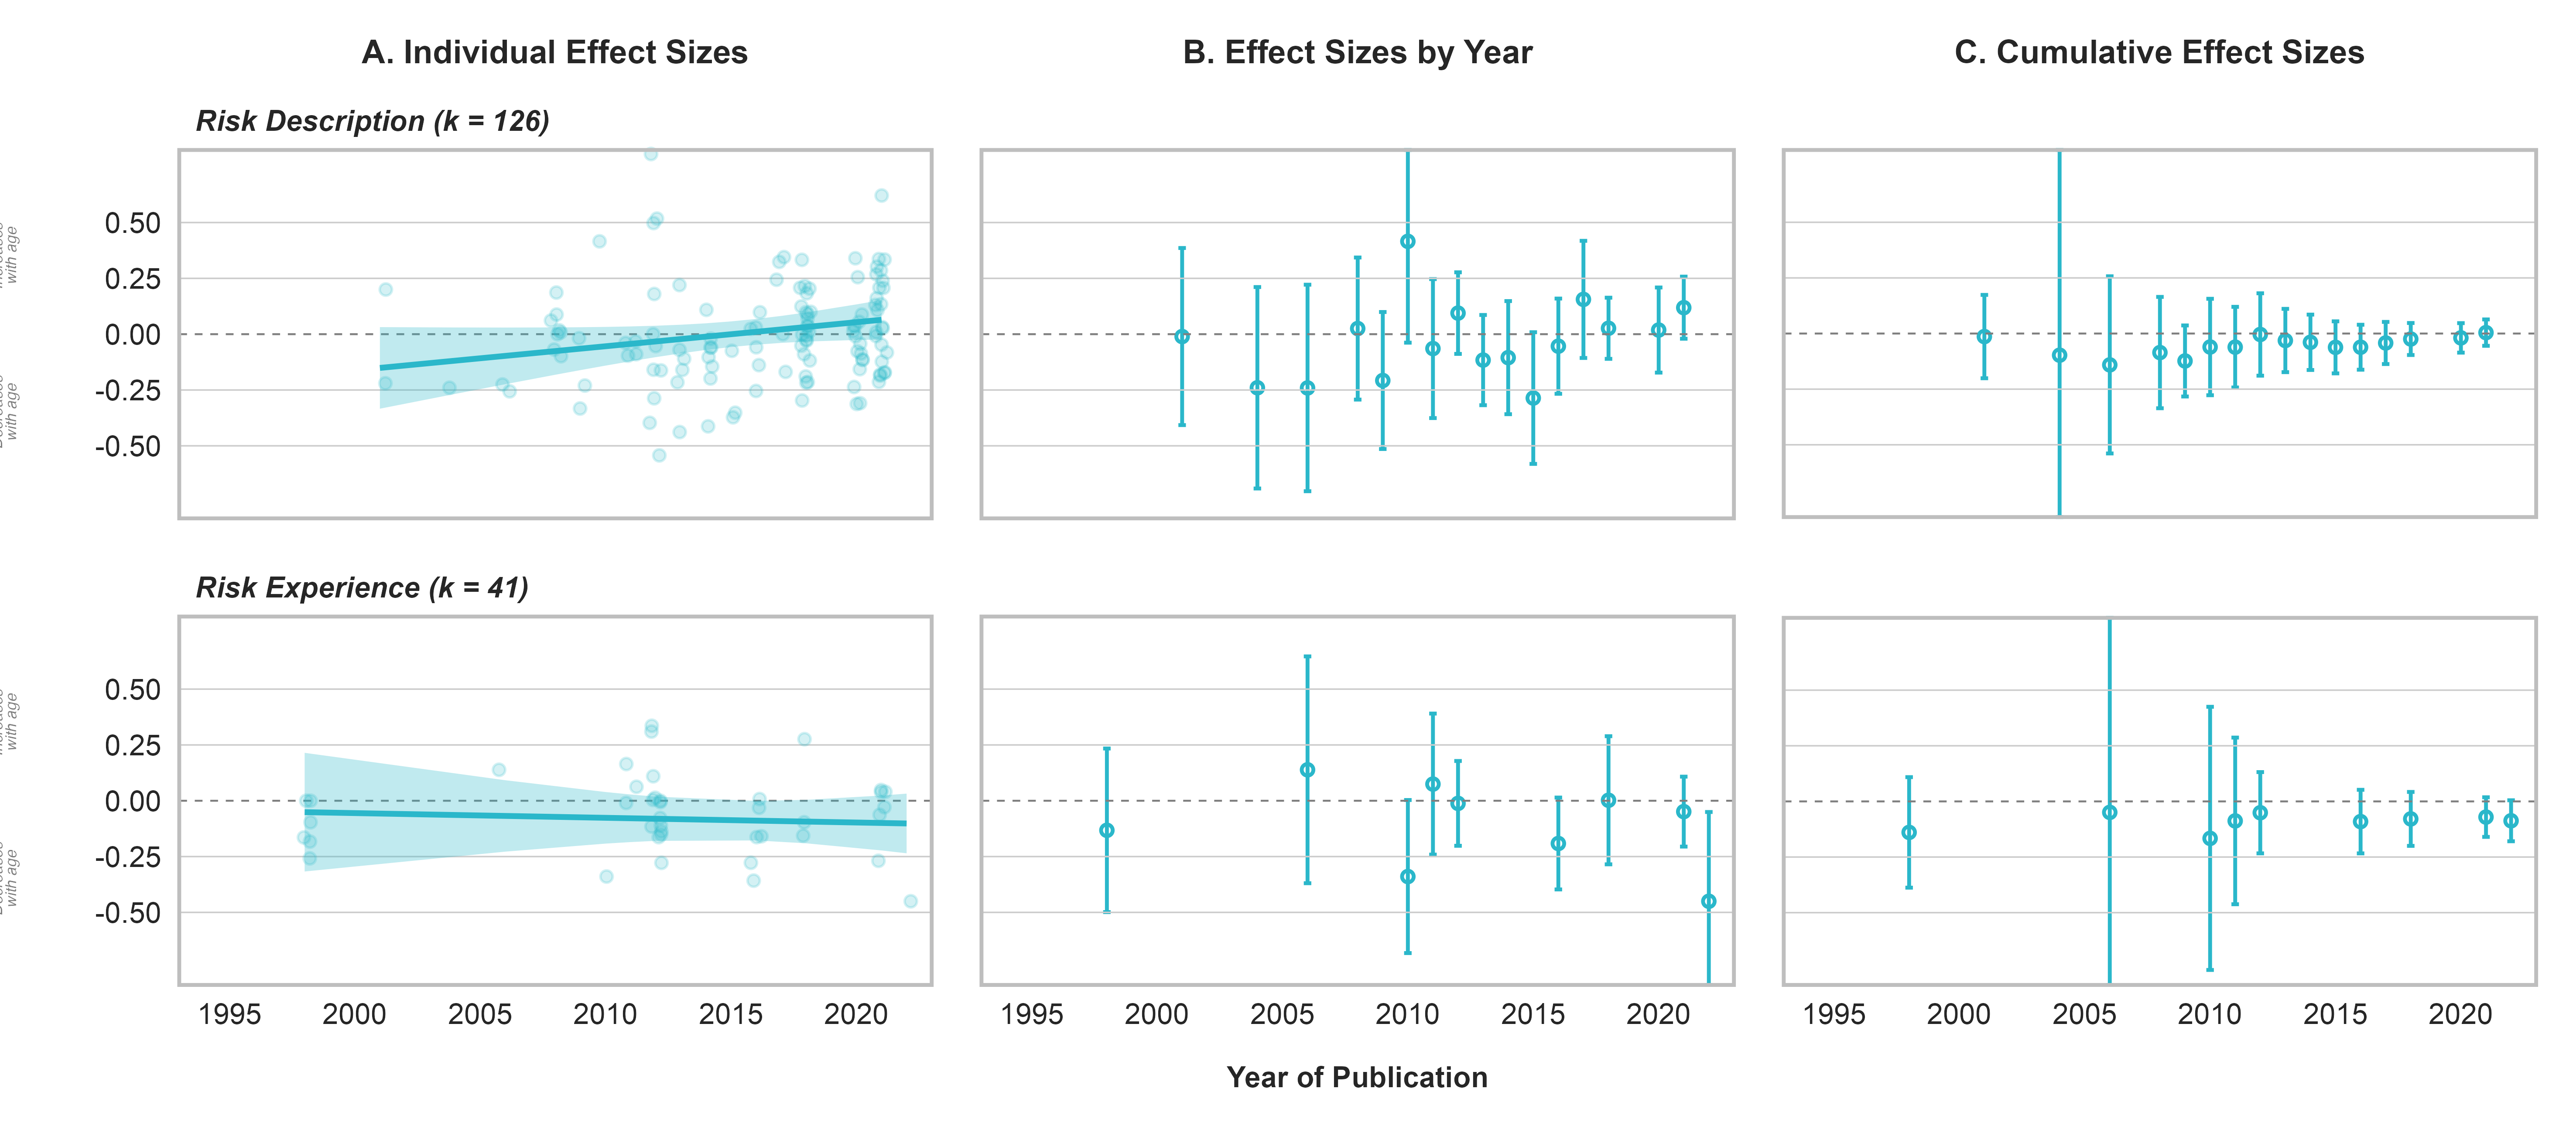 A. Individual Effect Sizes
B. Effect Sizes by Year
C. Cumulative Effect Sizes
Risk Description (k = 126)
0.50
0.25
0.00
-0.25
-0.50
with age
with age
Risk Experience (k = 41)
0.50
0.25
0.00
-0.25
-0.50
with age
with age
1995 2000 2005 2010 2015 2020
1995 2000 2005 2010 2015 2020
1995 2000 2005 2010 2015 2020
Year of Publication